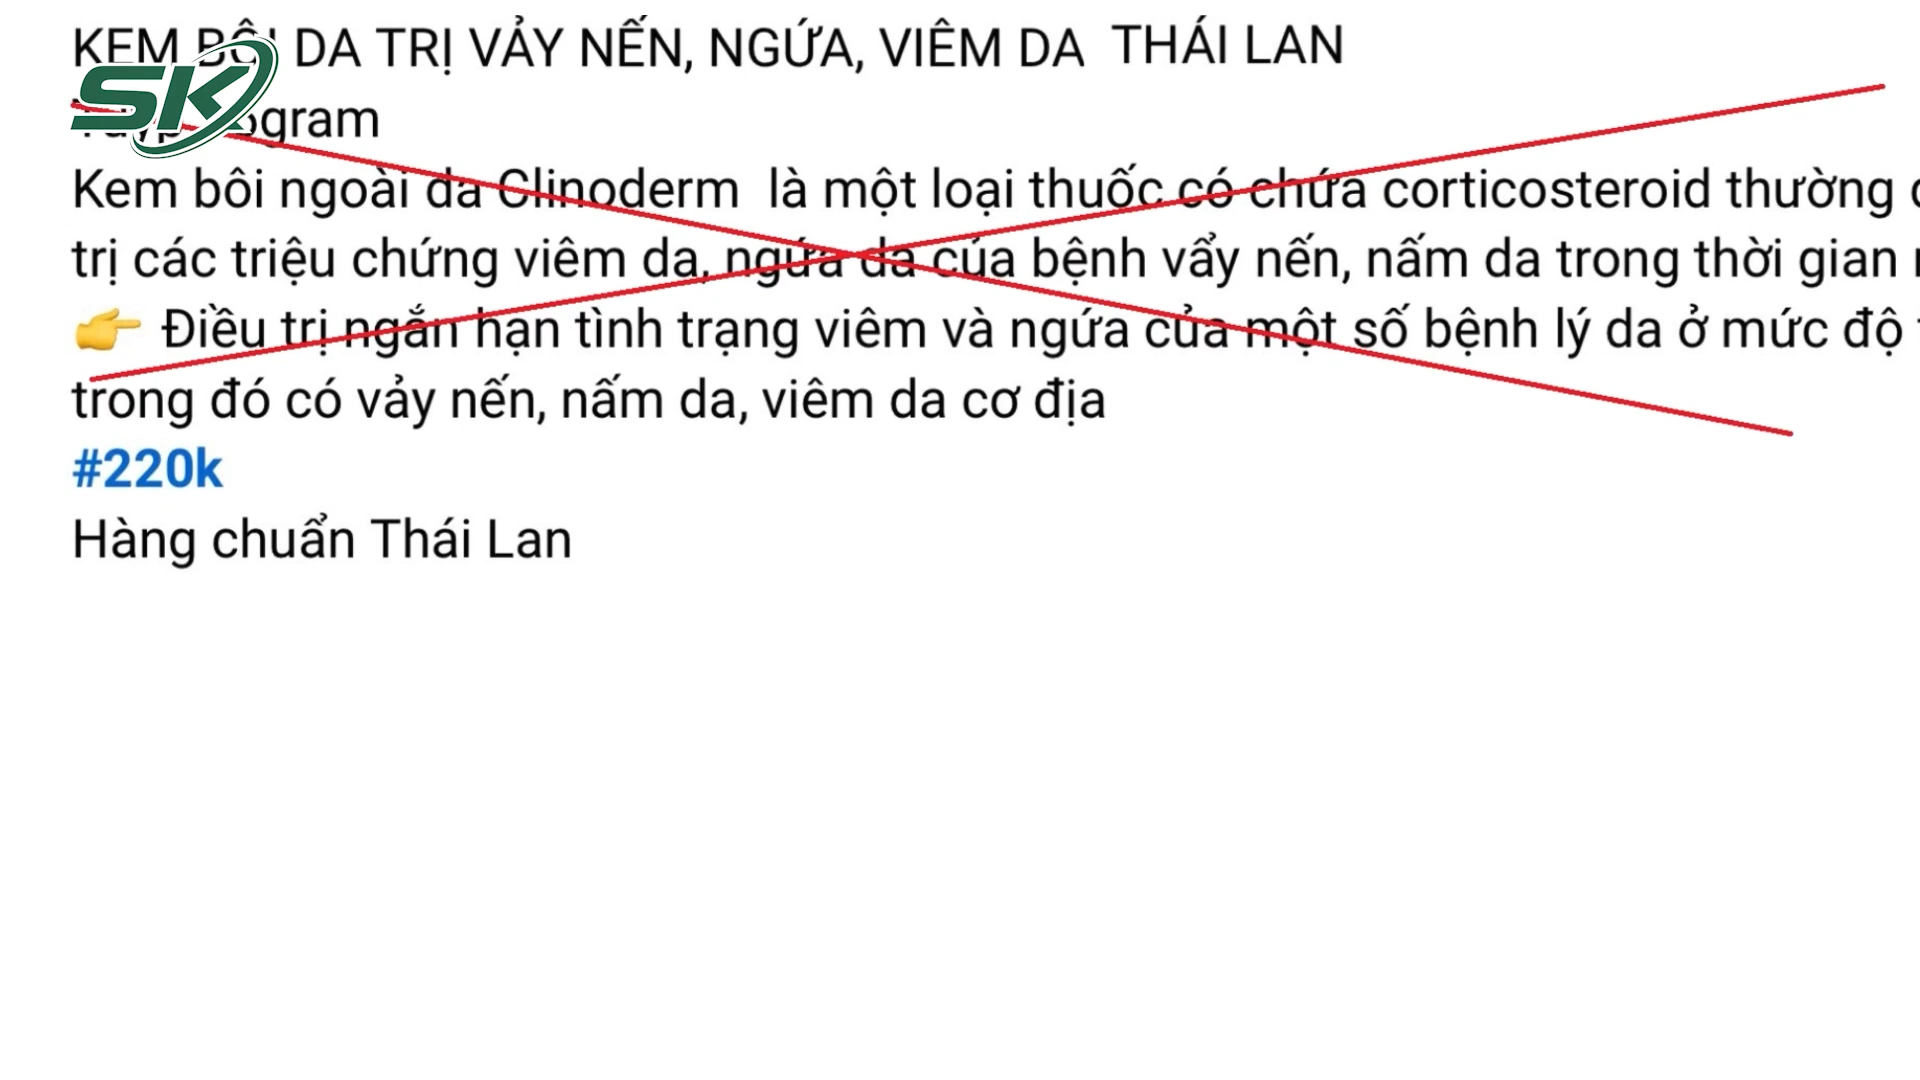 KEM BÔI DA TRỊ VẢY NẾN, NGỨA, VIÊM DA THÁI LAN
SK
Kem bôi ngoài da Clinoderm là một loại thuốc có chứa corticosteroid thường
trị các triệu chứng viêm da, ngứa da của bệnh vẩy nến, nấm da trong thời gian
👉 Điều trị ngắn hạn tình trạng viêm và ngứa của một số bệnh lý da ở mức độ
trong đó có vảy nến, nấm da, viêm da cơ địa
#220k
Hàng chuẩn Thái Lan